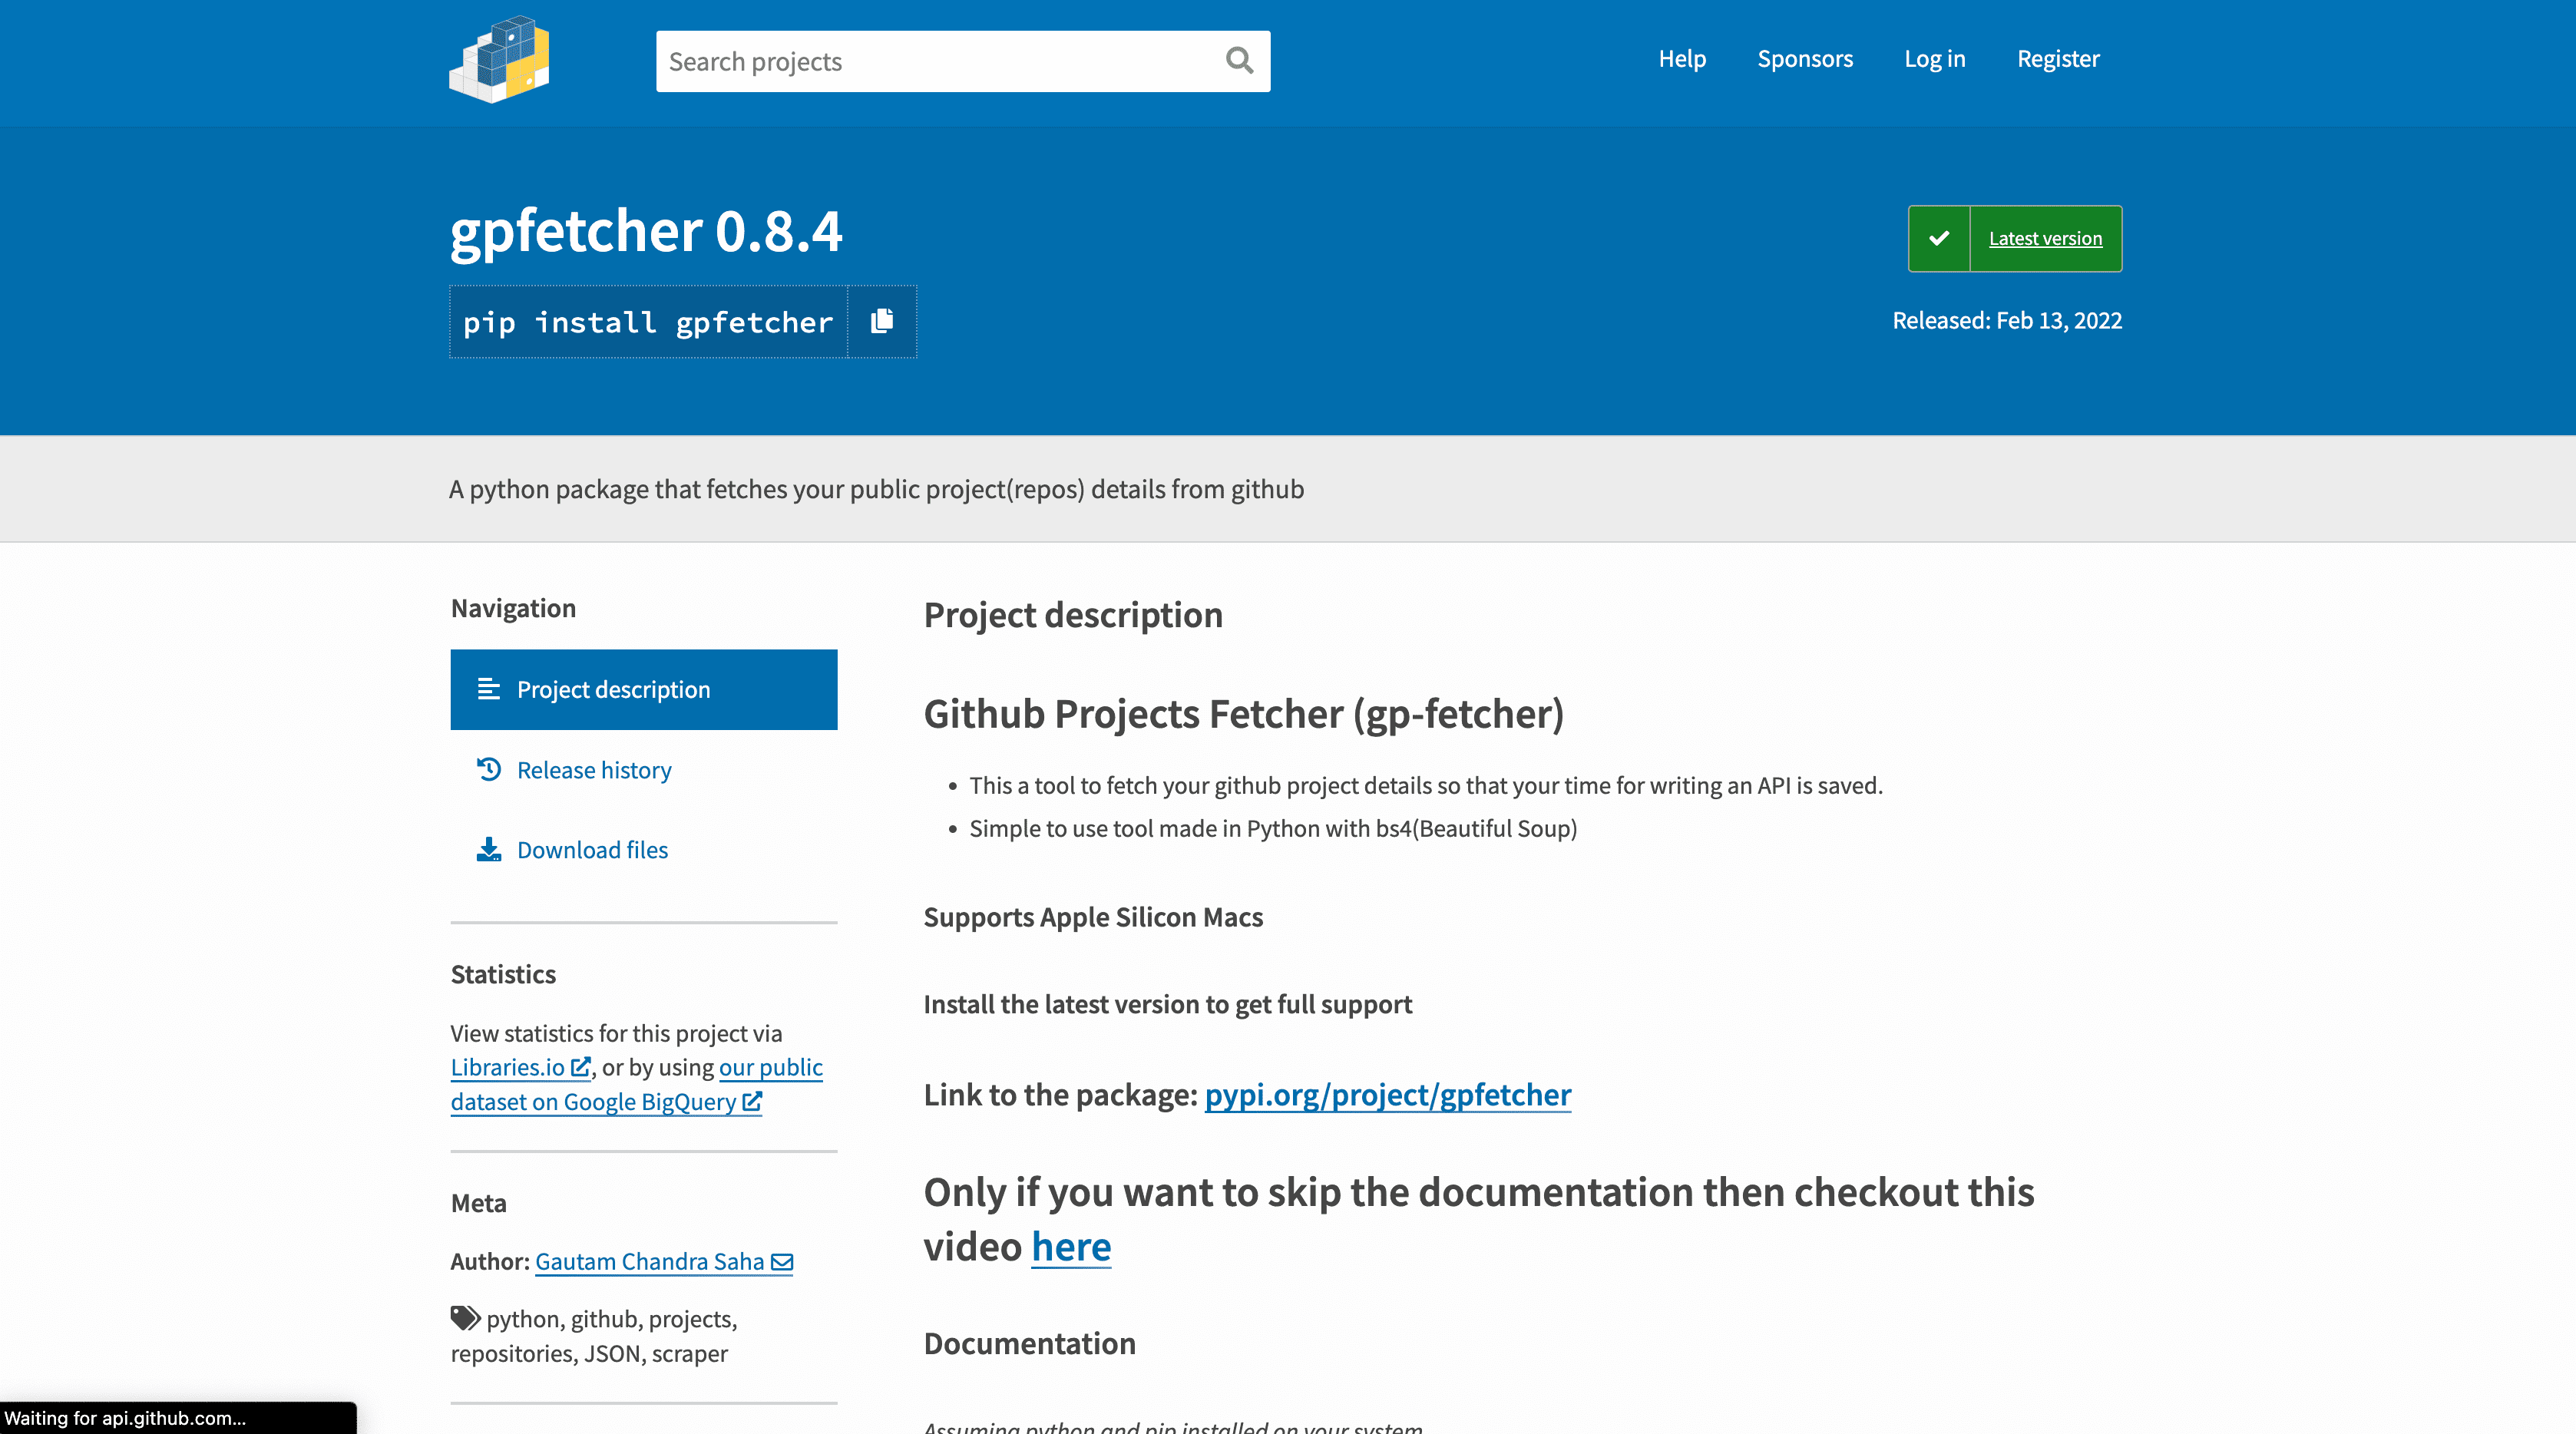 Search projects
Help
Sponsors
Log in
Register
gpfetcher 0.8.4
pip install gpfetcher
Latest version
Released: Feb 13, 2022
A python package that fetches your public project(repos) details from github
Navigation
Project description
Release history
Download files
Statistics
View statistics for this project via
Libraries.io, or by using our public
dataset on Google BigQuery
Meta
Author: Gautam Chandra Saha
python, github, projects,
repositories, JSON, scraper
Project description
Github Projects Fetcher (gp-fetcher)
This a tool to fetch your github project details so that your time for writing an API is saved.
Simple to use tool made in Python with bs4(Beautiful Soup)
Supports Apple Silicon Macs
Install the latest version to get full support
Link to the package: pypi.org/project/gpfetcher
Only if you want to skip the documentation then checkout this
video here
Documentation
Assuming python and pip installed on your system
Waiting for api.github.com...